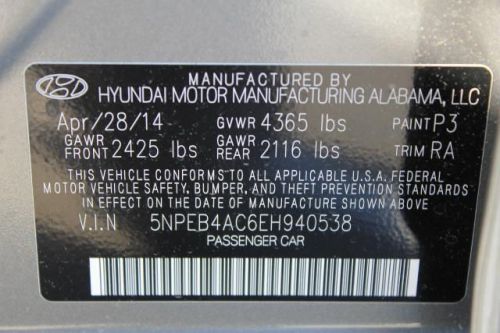 MANUFACTURED BY
HYUNDAI MOTOR MANUFACTURING ALABAMA, LLC
Apr/28/14 GVWR 4365 lbs PAINT P3
GAWR FRONT 2425 lbs GAWR REAR 2116 lbs TRIM RA
THIS VEHICLE CONFORMS TO ALL APPLICABLE U.S.A. FEDERAL
MOTOR VEHICLE SAFETY, BUMPER, AND THEFT PREVENTION STANDARDS
IN EFFECT ON THE DATE OF MANUFACTURE SHOWN ABOVE
V.I.N 5NPEB4AC6EH940538
PASSENGER CAR